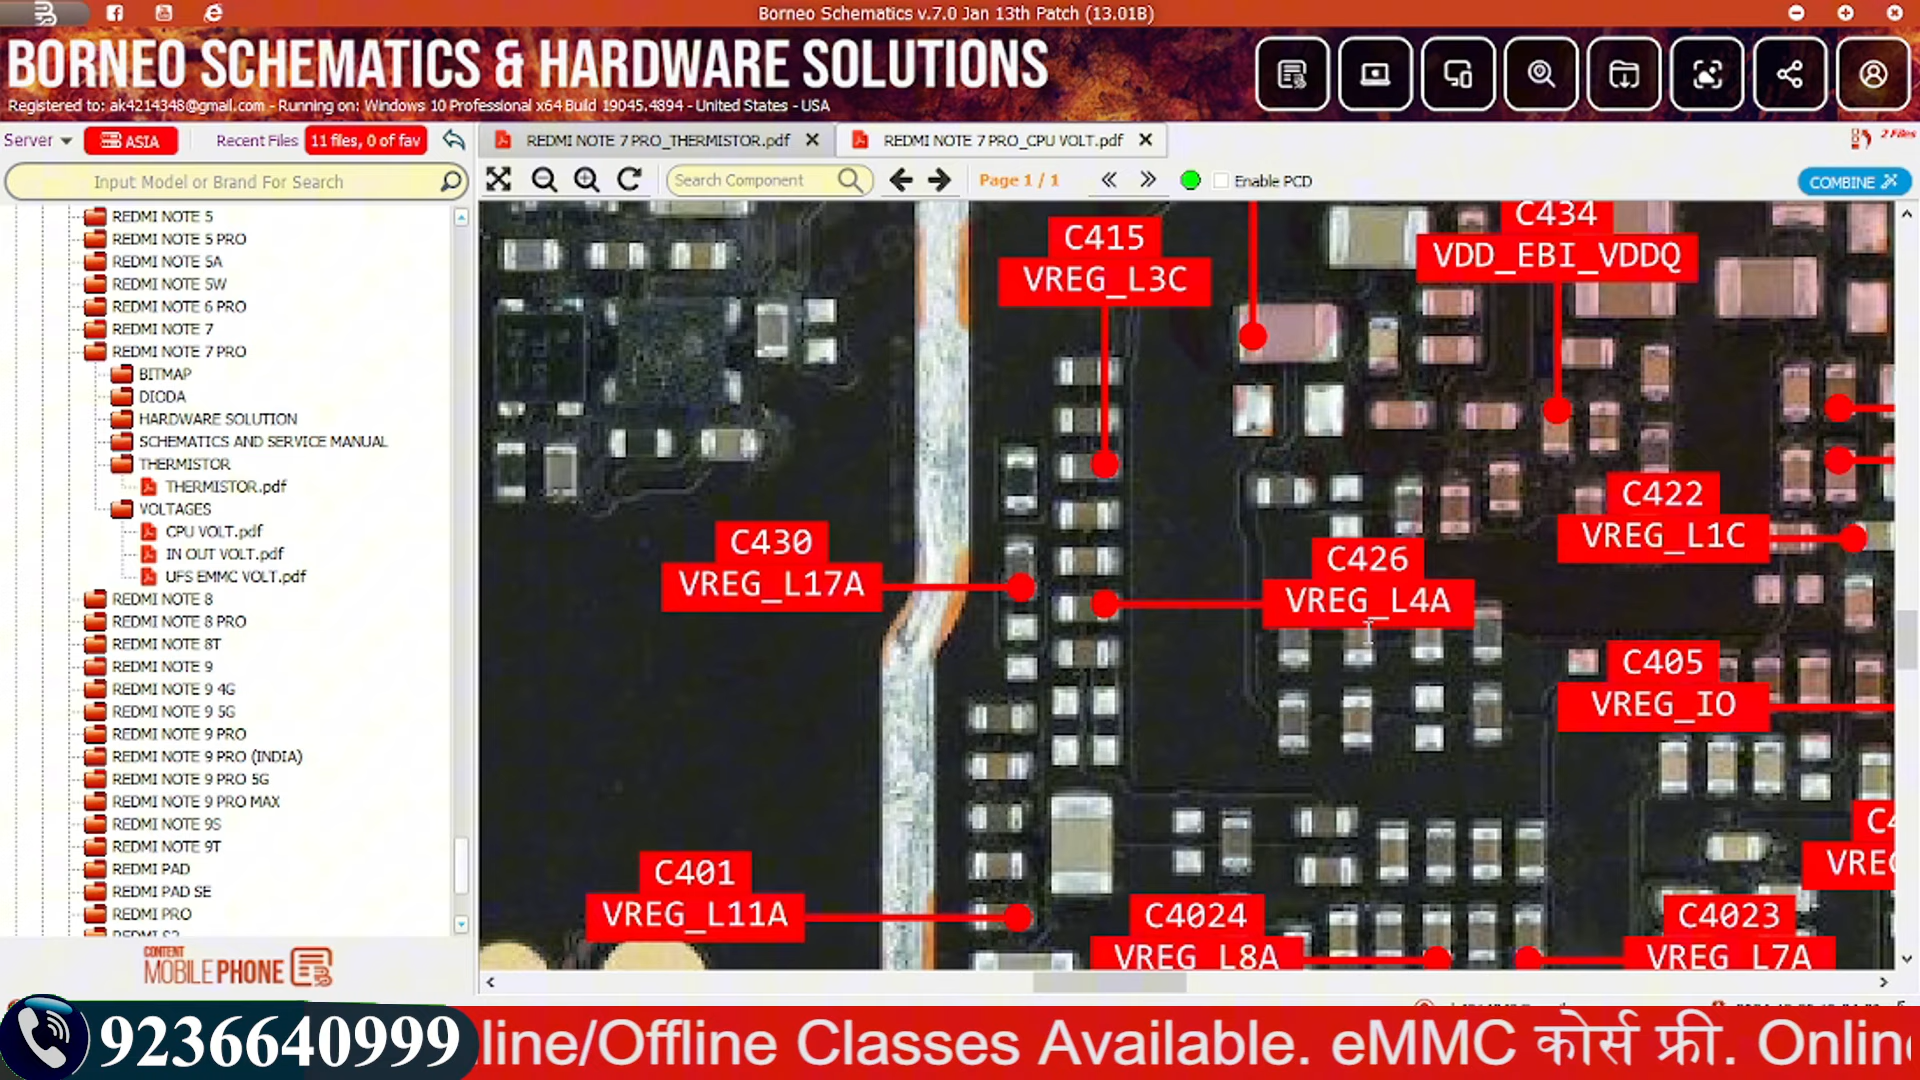 Borneo Schematics v.7.0 Jan 13th Patch (13.01B)
BORNEO SCHEMATICS & HARDWARE SOLUTIONS
Registered to: ak4214348@gmail.com - Running on: Windows 10 Professional x64 Build 19045.4894 - United States - USA
Server ASIA Recent Files 11 files, 0 of fav
REDMI NOTE 7 PRO_THERMISTOR.pdf
REDMI NOTE 7 PRO_CPU VOLT.pdf
2 Files
Input Model or Brand For Search
Search Component
Page 1 / 1
Enable PCD
COMBINE
REDMI NOTE 5
REDMI NOTE 5 PRO
REDMI NOTE 5A
REDMI NOTE 5W
REDMI NOTE 6 PRO
REDMI NOTE 7
REDMI NOTE 7 PRO
BITMAP
DIODA
HARDWARE SOLUTION
SCHEMATICS AND SERVICE MANUAL
THERMISTOR
THERMISTOR.pdf
VOLTAGES
CPU VOLT.pdf
IN OUT VOLT.pdf
UFS EMMC VOLT.pdf
REDMI NOTE 8
REDMI NOTE 8 PRO
REDMI NOTE 8T
REDMI NOTE 9
REDMI NOTE 9 4G
REDMI NOTE 9 5G
REDMI NOTE 9 PRO
REDMI NOTE 9 PRO (INDIA)
REDMI NOTE 9 PRO 5G
REDMI NOTE 9 PRO MAX
REDMI NOTE 9S
REDMI NOTE 9T
REDMI PAD
REDMI PAD SE
REDMI PRO
CONTENT
MOBILE PHONE
C415
VREG_L3C
C434
VDD_EBI_VDDQ
C430
VREG_L17A
C426
VREG_L4A
C422
VREG_L1C
C405
VREG_IO
C401
VREG_L11A
C4024
VREG_L8A
C4023
VREG_L7A
9236640999
line/Offline Classes Available. eMMC कोर्स फ्री. Online